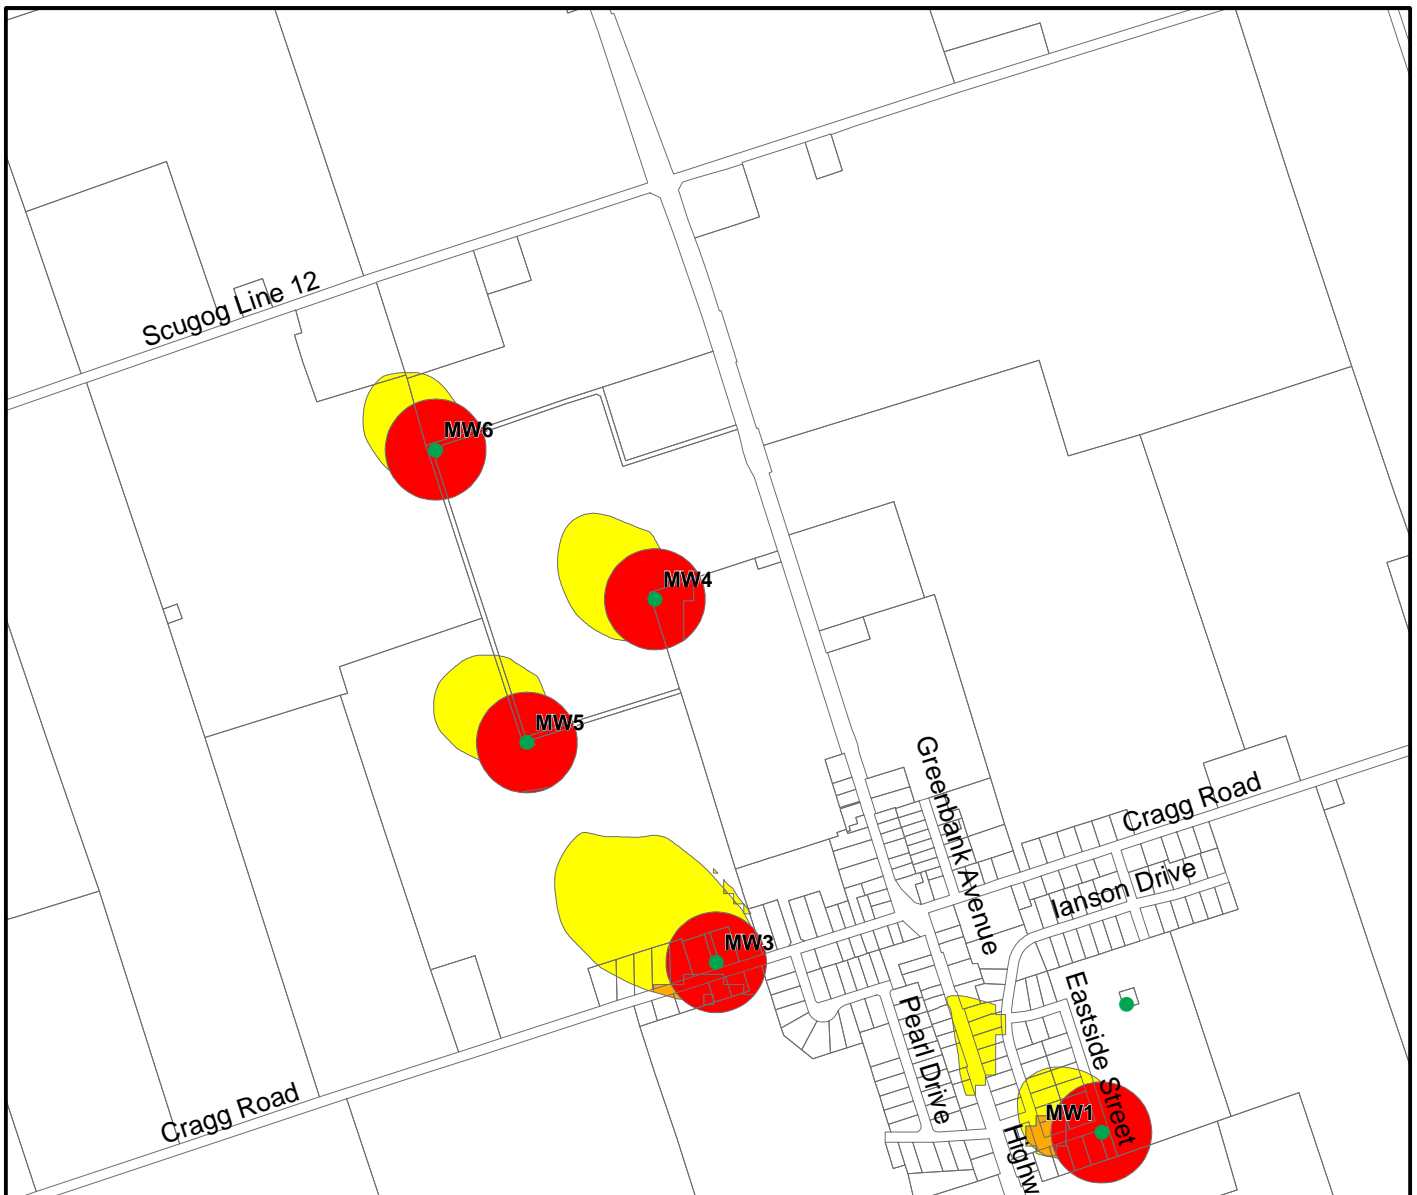 Scugog Line 12
MW6
MW4
MW5
Greenbank Avenue
Cragg Road
Ianson Drive
MW3
Eastside Street
Pearl Drive
Cragg Road
MW1
Highw